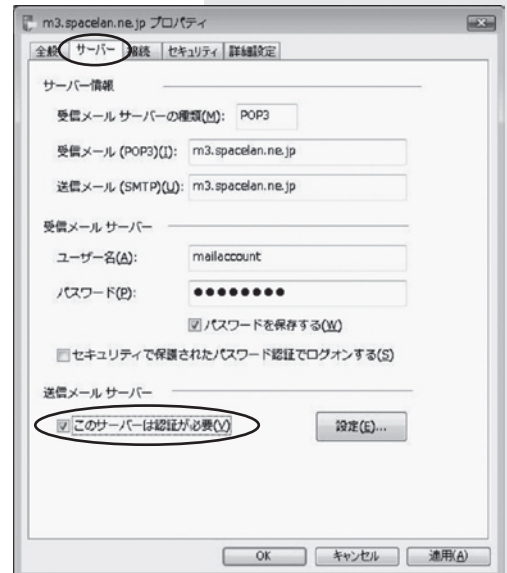 m3.spacelan.ne.jp プロパティ
全般 サーバー 接続 セキュリティ 詳細設定
サーバー情報
受信メール サーバーの種類(M): POP3
受信メール (POP3)(I): m3.spacelan.ne.jp
送信メール (SMTP)(U): m3.spacelan.ne.jp
受信メール サーバー
ユーザー名(A): mailaccount
パスワード(P): ●●●●●●●●
パスワードを保存する(W)
セキュリティで保護されたパスワード認証でログオンする(S)
送信メール サーバー
このサーバーは認証が必要(V) 設定(E)...
OK キャンセル 適用(A)